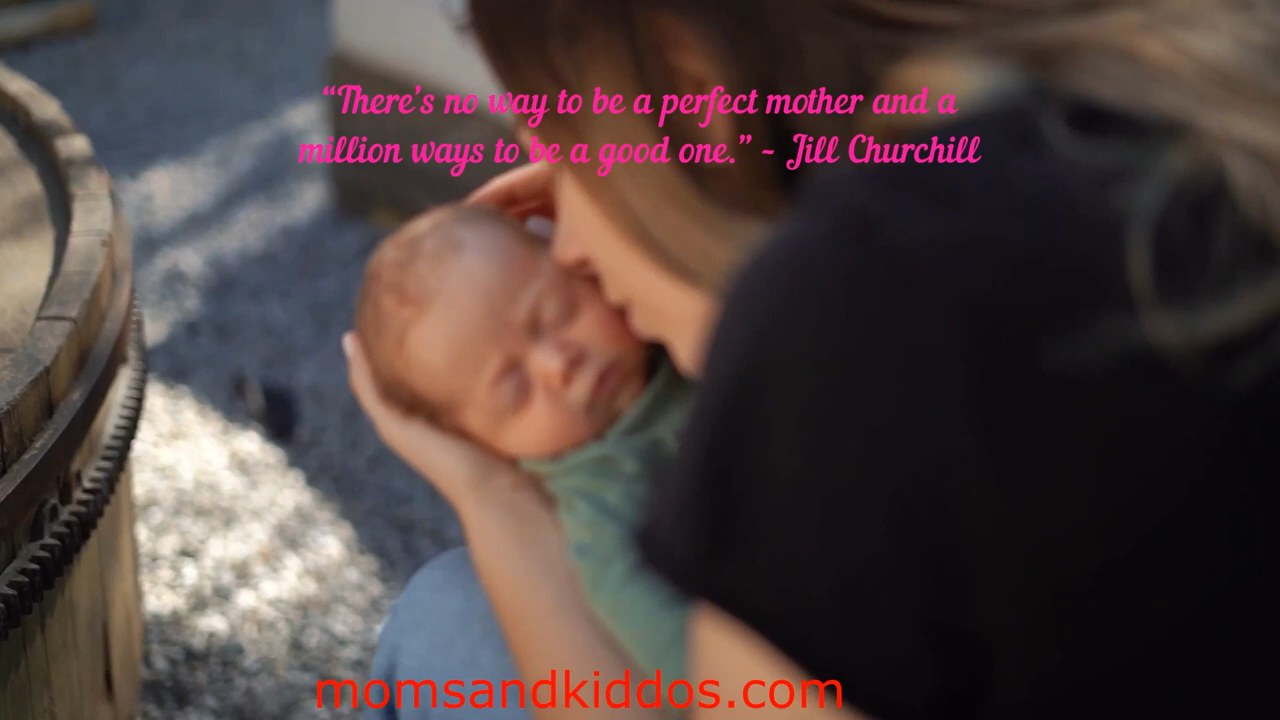 “There’s no way to be a perfect mother and a
million ways to be a good one.” ~ Jill Churchill
momsandkiddos.com